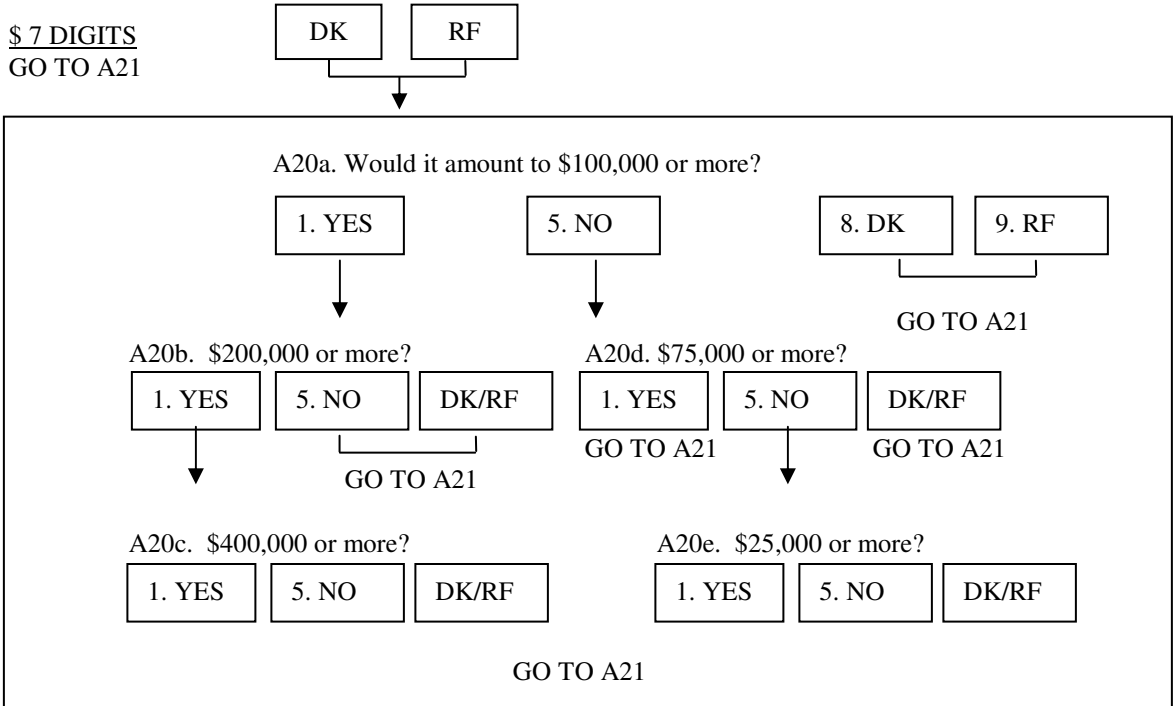 $ 7 DIGITS
GO TO A21
DK RF
A20a. Would it amount to $100,000 or more?
1. YES 5. NO 8. DK 9. RF
GO TO A21
A20b. $200,000 or more? A20d. $75,000 or more?
1. YES 5. NO DK/RF 1. YES 5. NO DK/RF
GO TO A21 GO TO A21
GO TO A21
A20c. $400,000 or more? A20e. $25,000 or more?
1. YES 5. NO DK/RF 1. YES 5. NO DK/RF
GO TO A21